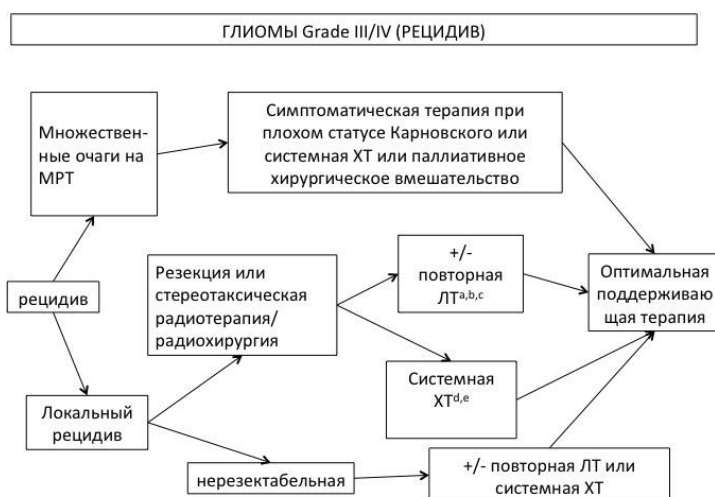 ГЛИОМЫ Grade III/IV (РЕЦИДИВ)
Множествен-
ные очаги на
МРТ
Симптоматическая терапия при
плохом статусе Карновского или
системная ХТ или паллиативное
хирургическое вмешательство
рецидив
Резекция или
стереотаксическая
радиотерапия/
радиохирургия
+/-
повторная
ЛТa,b,c
Оптимальная
поддерживаю
щая терапия
Системная
ХТd,e
Локальный
рецидив
нерезектабельная
+/- повторная ЛТ или
системная ХТ